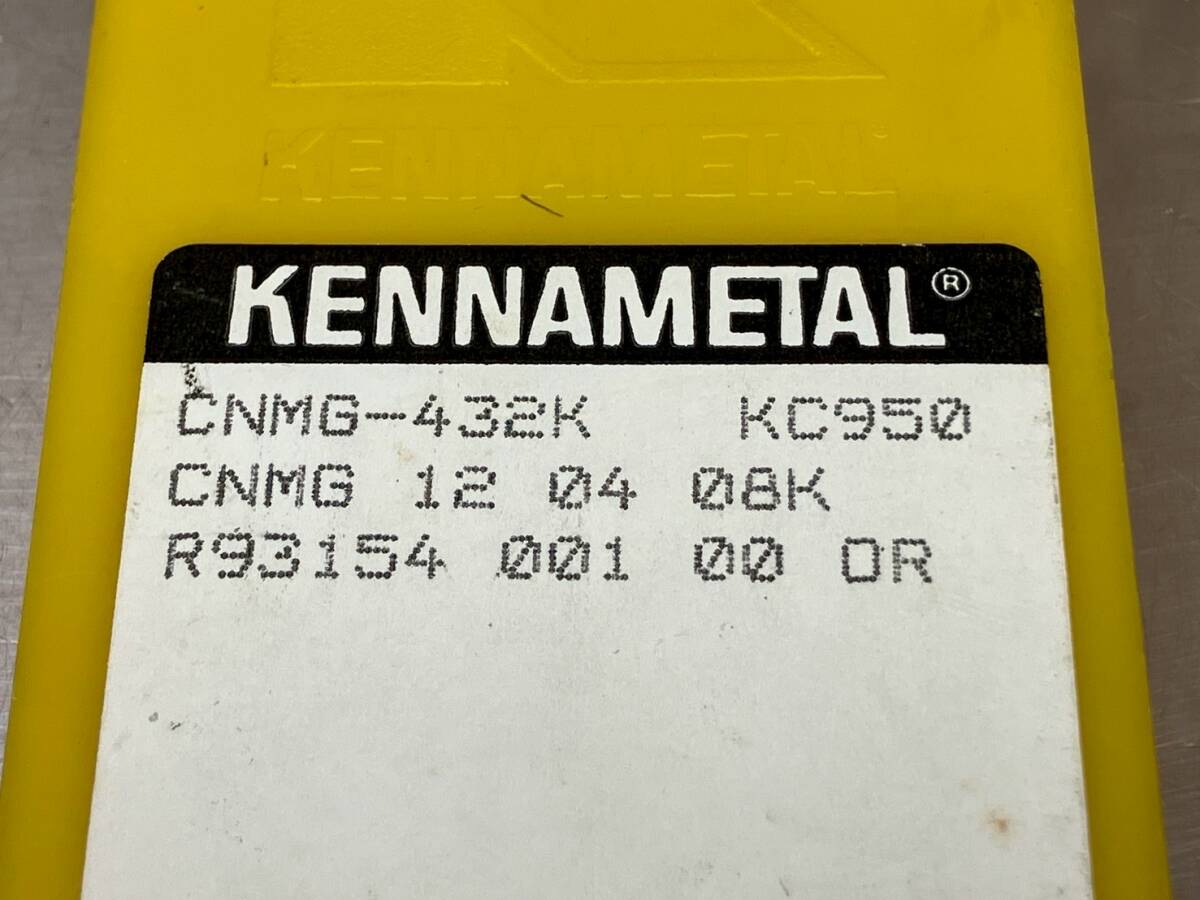 KENNAMETAL
KENNAMETAL®
CNMG-432K KC950
CNMG 12 04 08K
R93154 001 00 OR